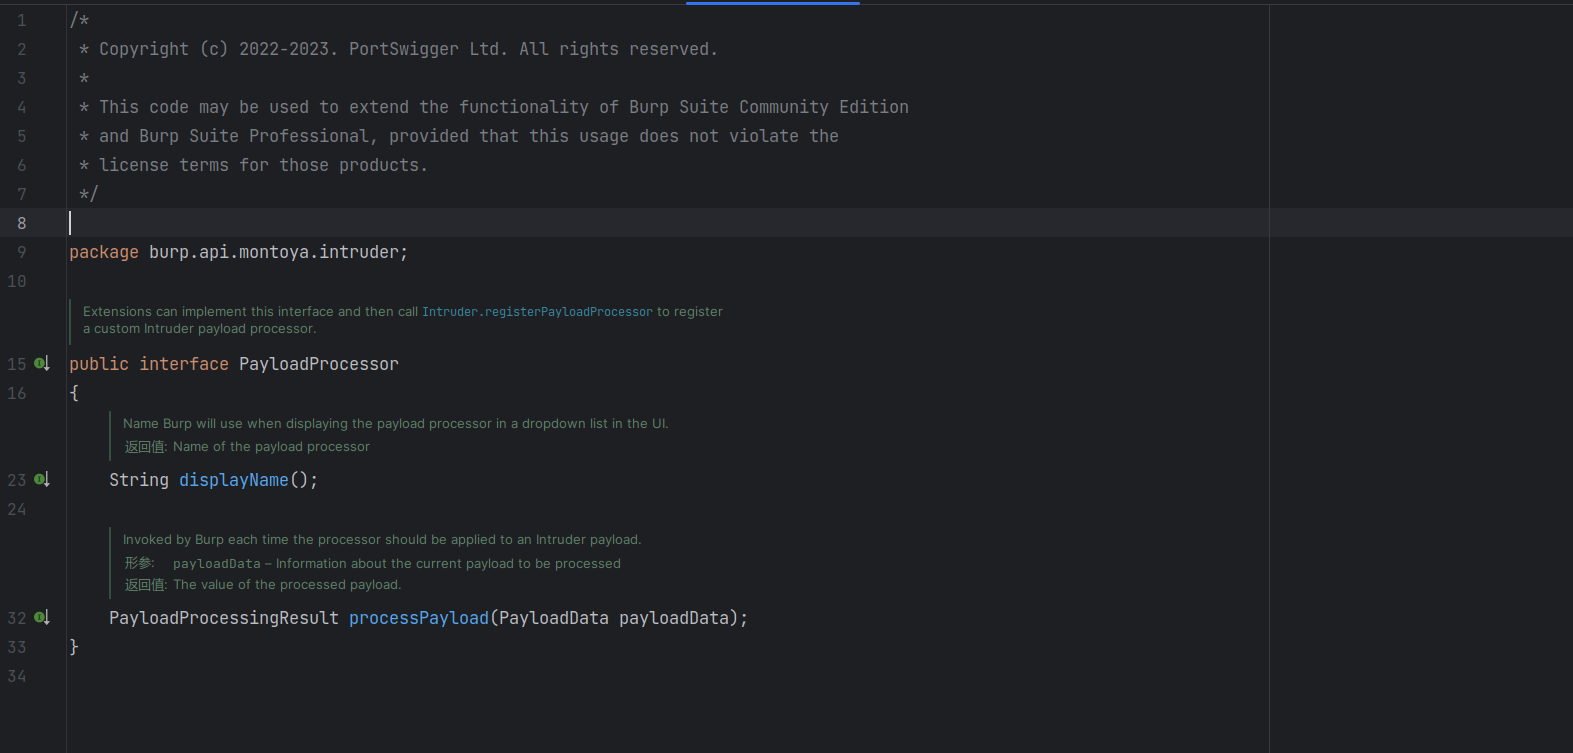 1 /*
2  * Copyright (c) 2022-2023. PortSwigger Ltd. All rights reserved.
3  *
4  * This code may be used to extend the functionality of Burp Suite Community Edition
5  * and Burp Suite Professional, provided that this usage does not violate the
6  * license terms for those products.
7  */
8
9 package burp.api.montoya.intruder;
10
Extensions can implement this interface and then call Intruder.registerPayloadProcessor to register
a custom Intruder payload processor.
15 public interface PayloadProcessor
16 {
Name Burp will use when displaying the payload processor in a dropdown list in the UI.
返回值: Name of the payload processor
23     String displayName();
24
Invoked by Burp each time the processor should be applied to an Intruder payload.
形参: payloadData – Information about the current payload to be processed
返回值: The value of the processed payload.
32     PayloadProcessingResult processPayload(PayloadData payloadData);
33 }
34